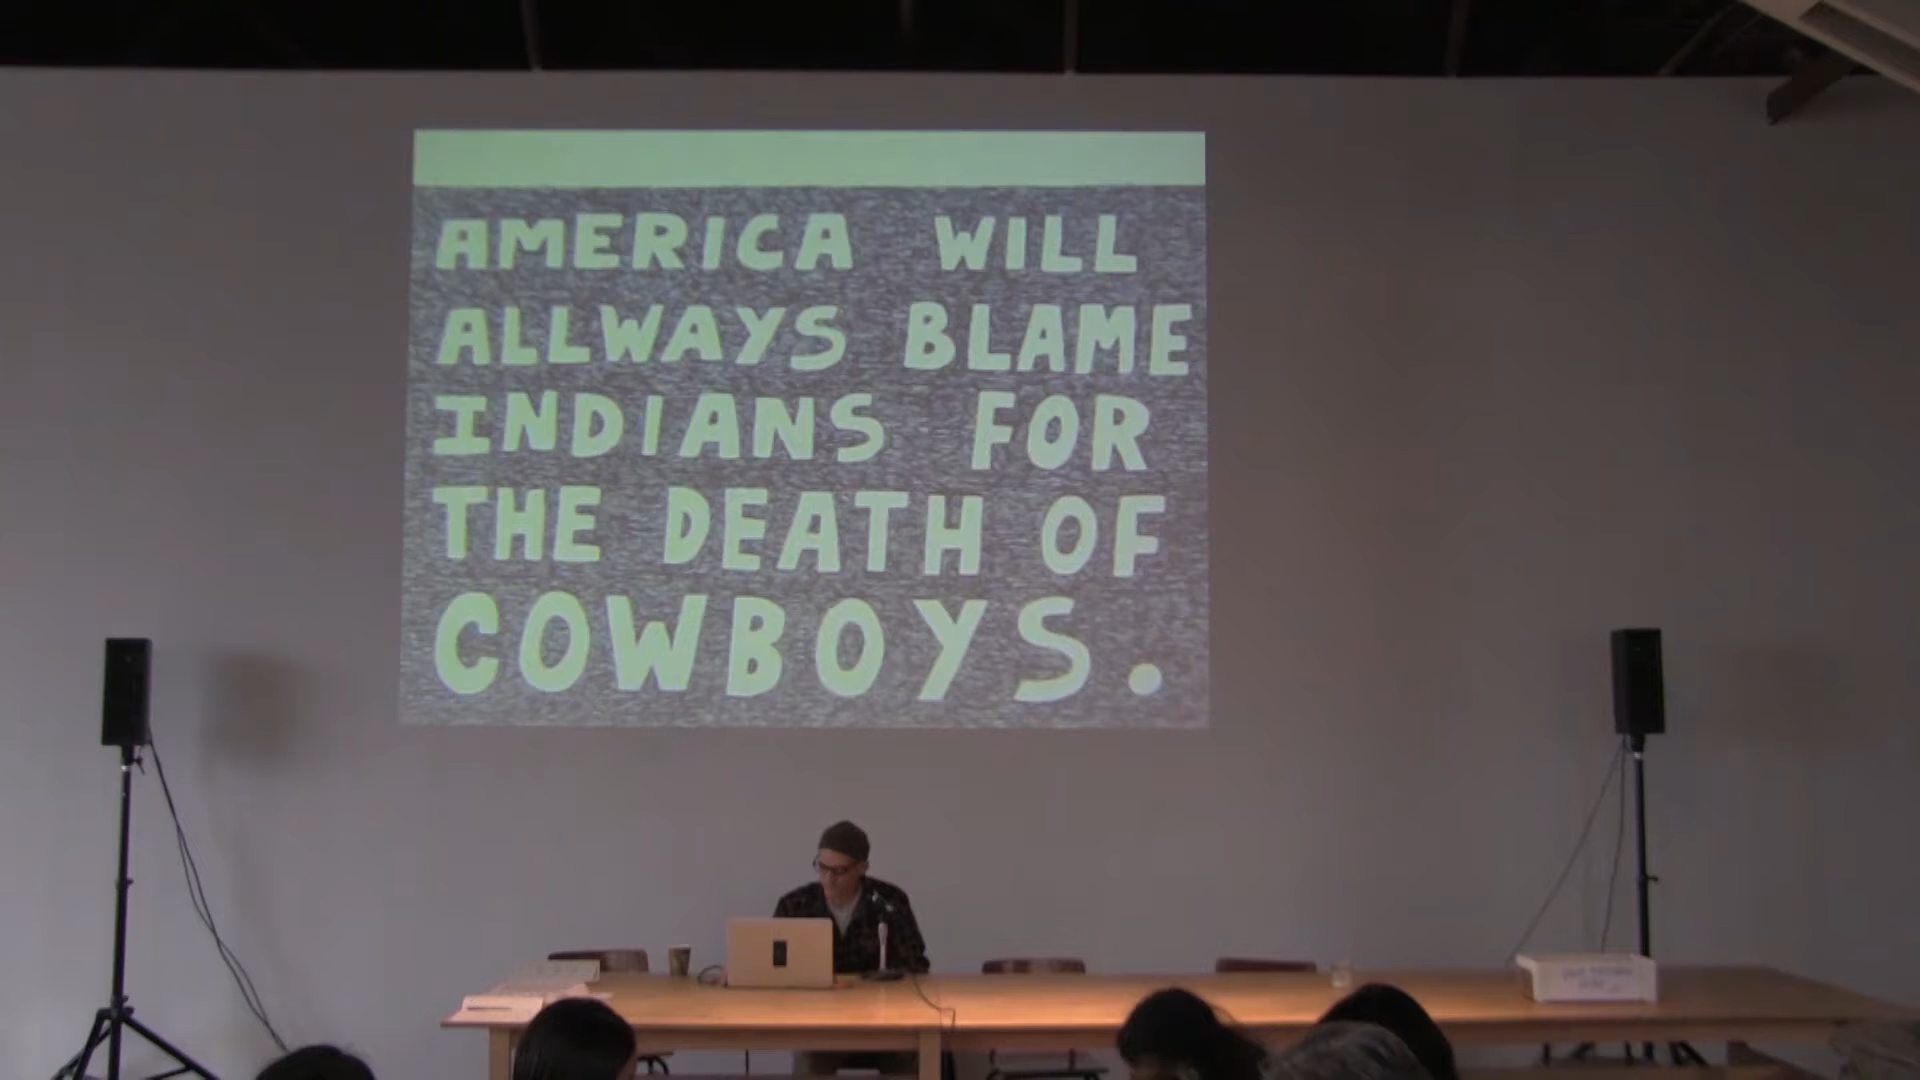 AMERICA WILL
ALLWAYS BLAME
INDIANS FOR
THE DEATH OF
COWBOYS.